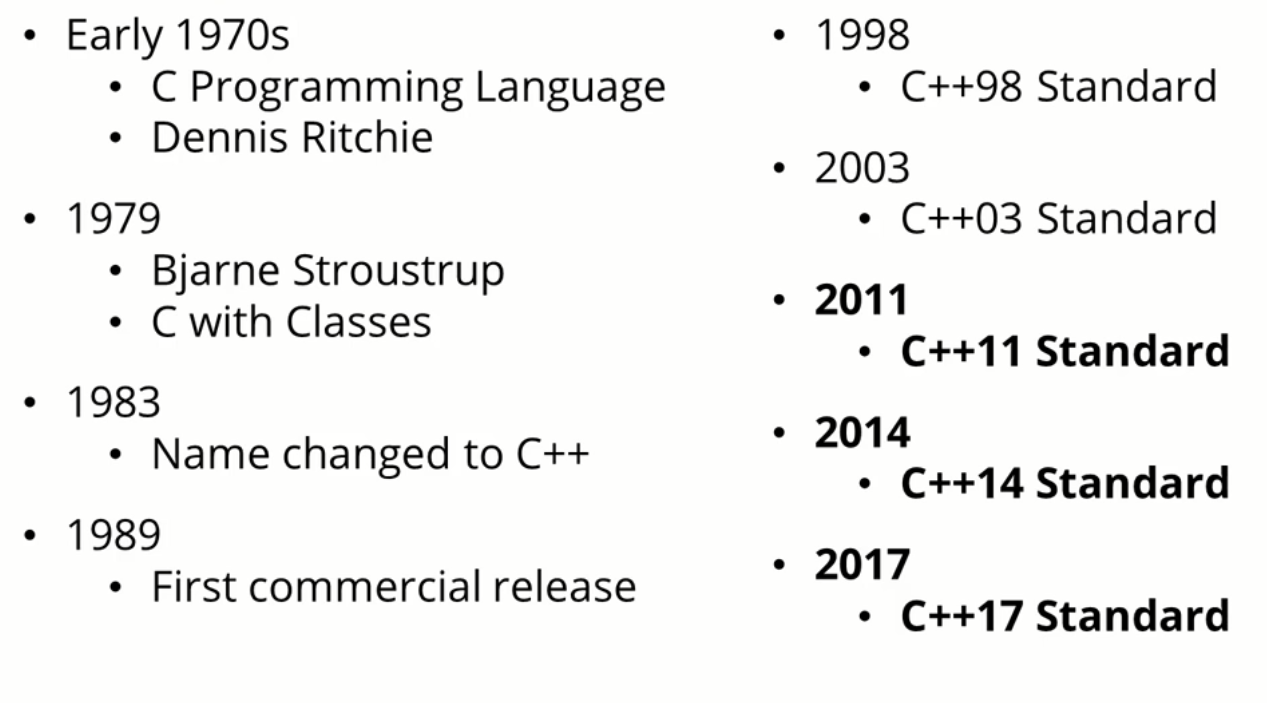 • Early 1970s
• C Programming Language
• Dennis Ritchie
• 1979
• Bjarne Stroustrup
• C with Classes
• 1983
• Name changed to C++
• 1989
• First commercial release
• 1998
• C++98 Standard
• 2003
• C++03 Standard
• 2011
• C++11 Standard
• 2014
• C++14 Standard
• 2017
• C++17 Standard